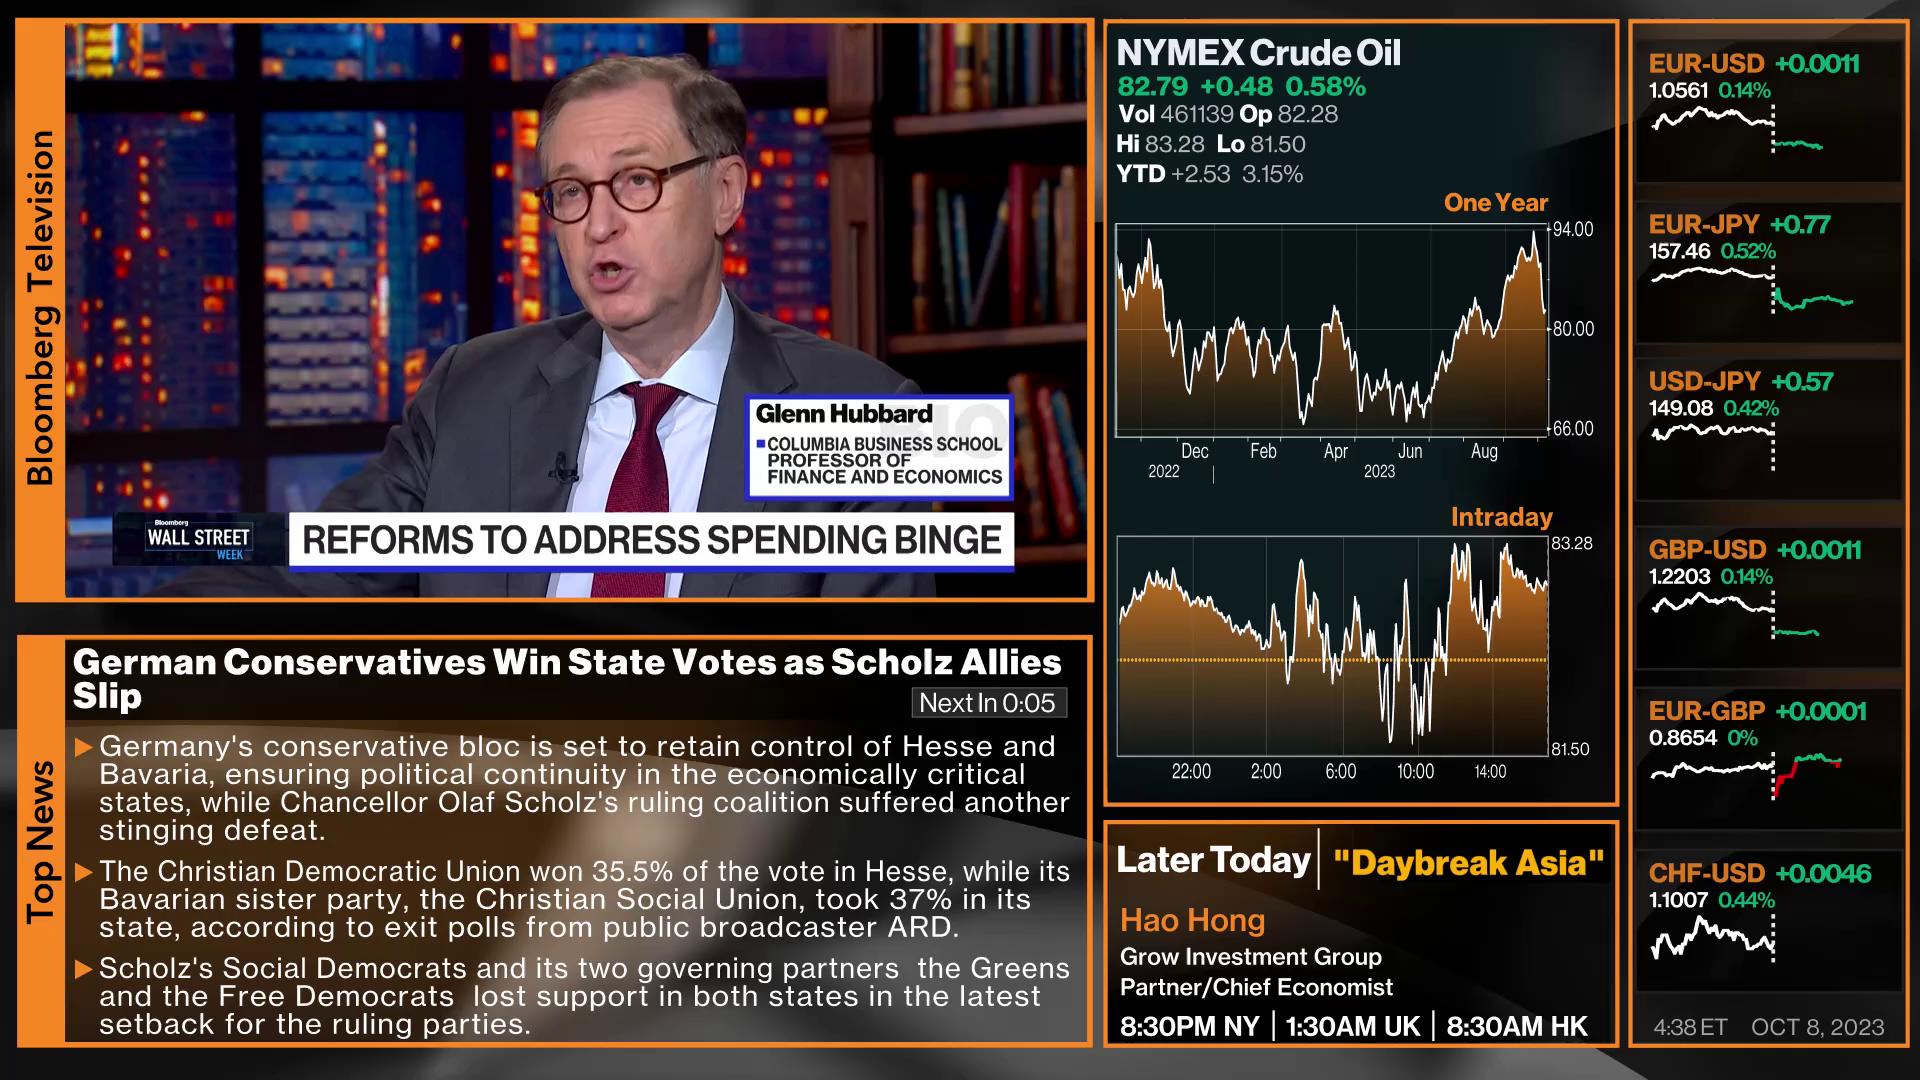 Bloomberg Television
Glenn Hubbard
COLUMBIA BUSINESS SCHOOL
PROFESSOR OF
FINANCE AND ECONOMICS
Bloomberg
WALL STREET
WEEK
REFORMS TO ADDRESS SPENDING BINGE
Top News
German Conservatives Win State Votes as Scholz Allies
Slip
Next In 0:05
Germany's conservative bloc is set to retain control of Hesse and
Bavaria, ensuring political continuity in the economically critical
states, while Chancellor Olaf Scholz's ruling coalition suffered another
stinging defeat.
The Christian Democratic Union won 35.5% of the vote in Hesse, while its
Bavarian sister party, the Christian Social Union, took 37% in its
state, according to exit polls from public broadcaster ARD.
Scholz's Social Democrats and its two governing partners  the Greens
and the Free Democrats  lost support in both states in the latest
setback for the ruling parties.
NYMEX Crude Oil
82.79 +0.48 0.58%
Vol 461139 Op 82.28
Hi 83.28 Lo 81.50
YTD +2.53 3.15%
One Year
94.00
80.00
66.00
Dec Feb Apr Jun Aug
2022 2023
Intraday
83.28
81.50
22:00 2:00 6:00 10:00 14:00
Later Today "Daybreak Asia"
Hao Hong
Grow Investment Group
Partner/Chief Economist
8:30PM NY | 1:30AM UK | 8:30AM HK
EUR-USD +0.0011
1.0561 0.14%
EUR-JPY +0.77
157.46 0.52%
USD-JPY +0.57
149.08 0.42%
GBP-USD +0.0011
1.2203 0.14%
EUR-GBP +0.0001
0.8654 0%
CHF-USD +0.0046
1.1007 0.44%
4:38 ET OCT 8, 2023